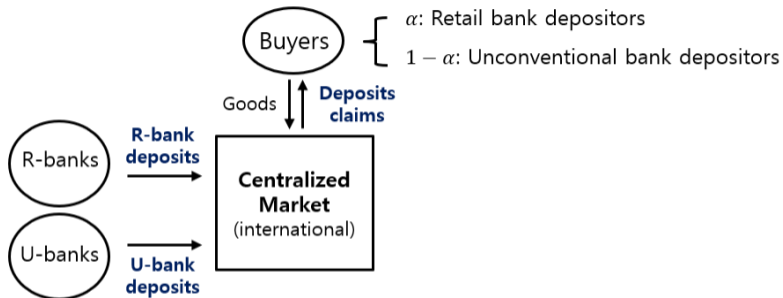 α: Retail bank depositors
Buyers
1 − α: Unconventional bank depositors
Goods
Deposits
claims
R-bank
deposits
R-banks
Centralized
Market
(international)
U-banks
U-bank
deposits